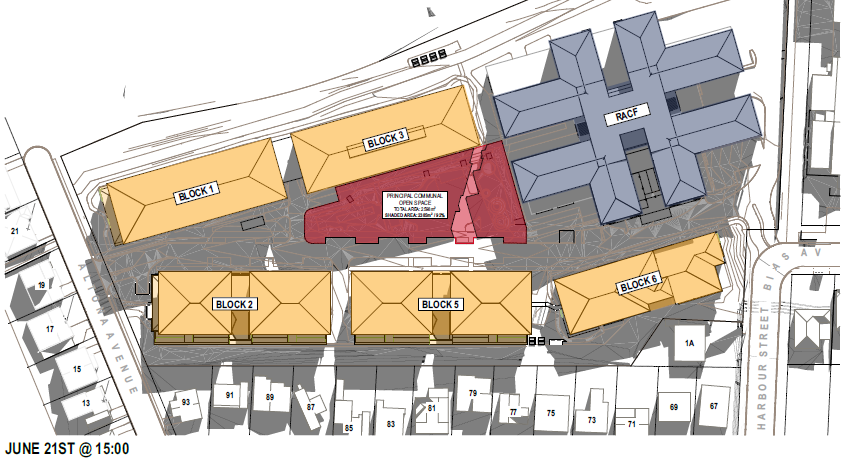 RACF
BLOCK 3
BLOCK 1
PRINCIPAL COMMUNAL
OPEN SPACE
BLOCK 6
BLOCK 2
BLOCK 5
BIAS AV
HARBOUR STREET
21
19
17
15
13
93
91
89
87
85
83
81
79
77
75
73
71
69
67
1A
JUNE 21ST @ 15:00